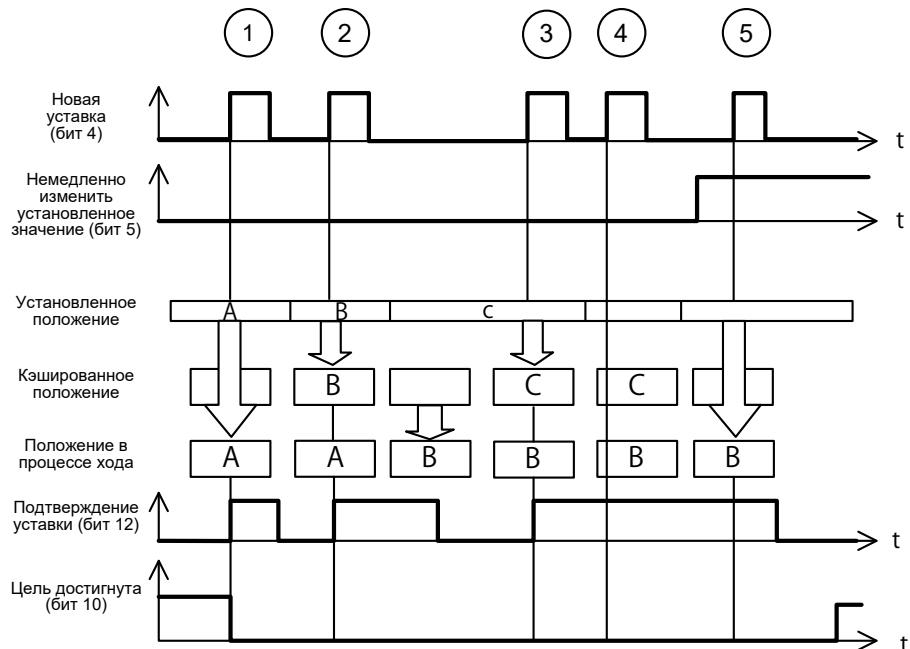 1 2 3 4 5
Новая
уставка
(бит 4)
t
Немедленно
изменить
установленное
значение (бит 5)
t
Установленное
положение
A B c
Кэшированное
положение
B C C
Положение в
процессе хода
A A B B B B
Подтверждение
уставки (бит 12)
t
Цель достигнута
(бит 10)
t